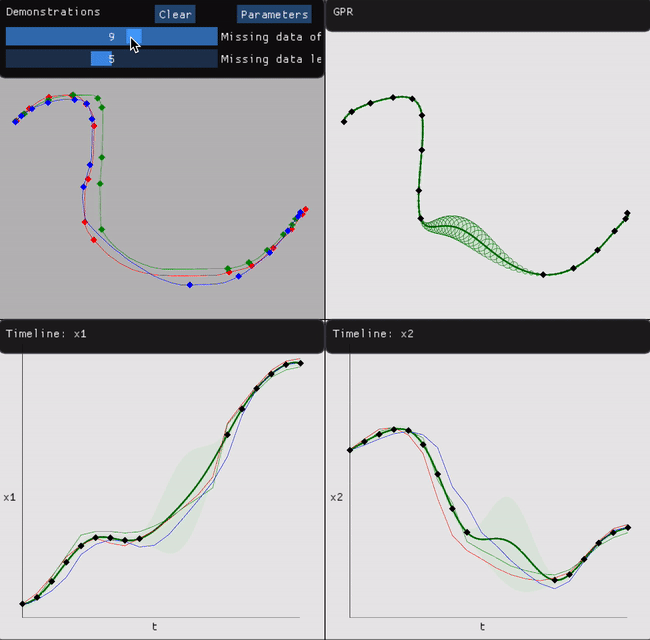 Demonstrations
Clear
Parameters
9
Missing data of
5
Missing data le
GPR
Timeline: x1
x1
t
Timeline: x2
x2
t